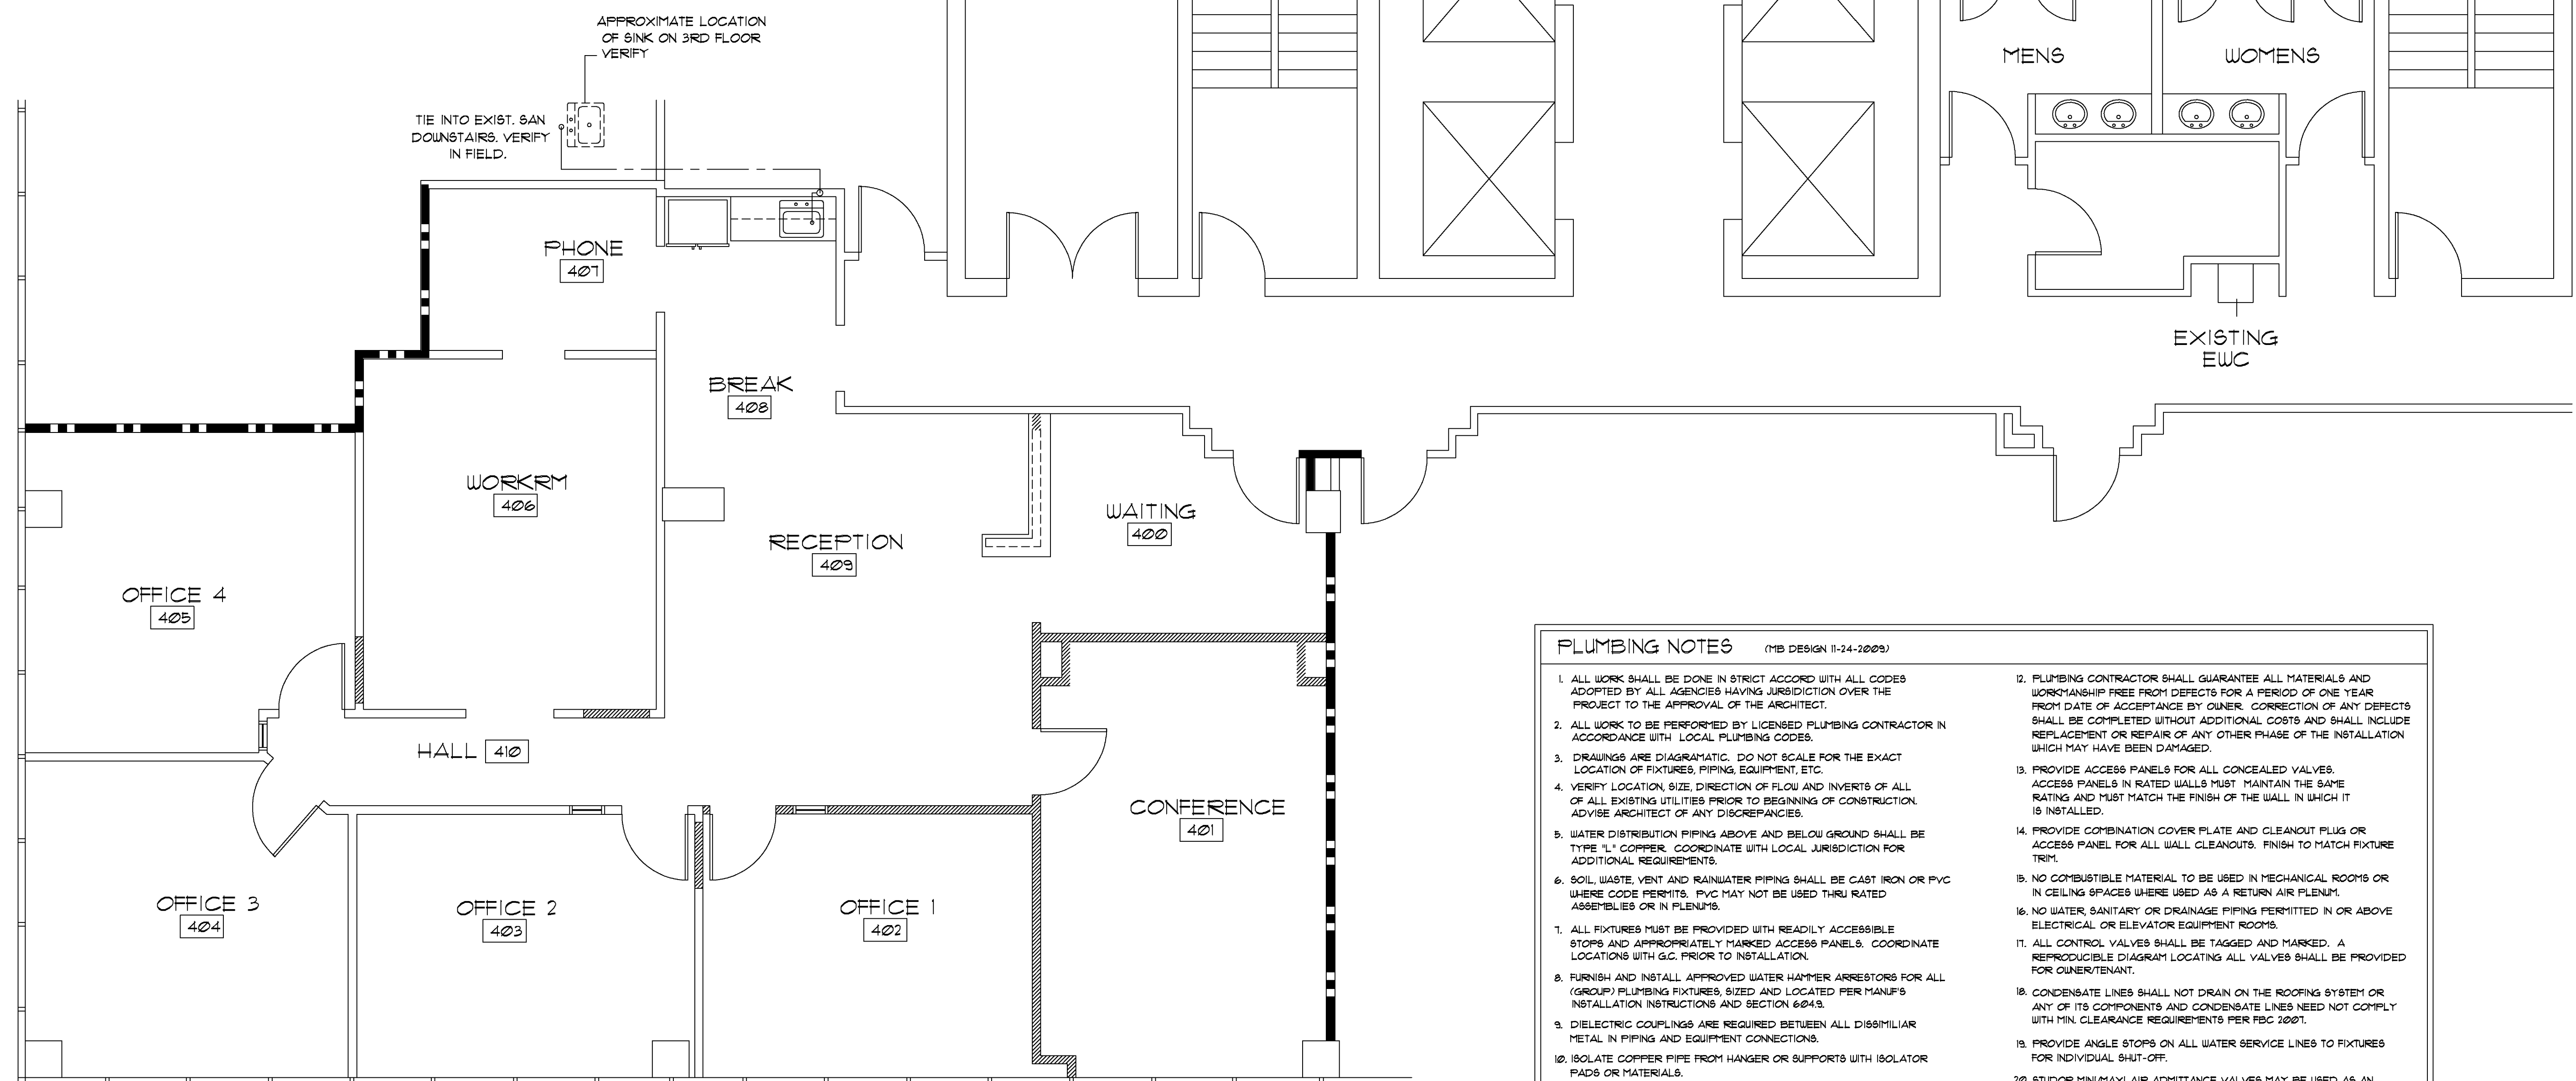 APPROXIMATE LOCATION
OF SINK ON 3RD FLOOR
VERIFY
TIE INTO EXIST. SAN
DOWNSTAIRS. VERIFY
IN FIELD.
MENS
WOMENS
PHONE
407
EXISTING
EWC
BREAK
408
WORKRM
406
WAITING
400
RECEPTION
409
OFFICE 4
405
HALL 410
CONFERENCE
401
OFFICE 3
404
OFFICE 2
403
OFFICE 1
402
PLUMBING NOTES (MB DESIGN 11-24-2009)
1. ALL WORK SHALL BE DONE IN STRICT ACCORD WITH ALL CODES
ADOPTED BY ALL AGENCIES HAVING JURSIDICTION OVER THE
PROJECT TO THE APPROVAL OF THE ARCHITECT.
2. ALL WORK TO BE PERFORMED BY LICENSED PLUMBING CONTRACTOR IN
ACCORDANCE WITH LOCAL PLUMBING CODES.
3. DRAWINGS ARE DIAGRAMATIC. DO NOT SCALE FOR THE EXACT
LOCATION OF FIXTURES, PIPING, EQUIPMENT, ETC.
4. VERIFY LOCATION, SIZE, DIRECTION OF FLOW AND INVERTS OF ALL
OF ALL EXISTING UTILITIES PRIOR TO BEGINNING OF CONSTRUCTION.
ADVISE ARCHITECT OF ANY DISCREPANCIES.
5. WATER DISTRIBUTION PIPING ABOVE AND BELOW GROUND SHALL BE
TYPE "L" COPPER. COORDINATE WITH LOCAL JURISDICTION FOR
ADDITIONAL REQUIREMENTS.
6. SOIL, WASTE, VENT AND RAINWATER PIPING SHALL BE CAST IRON OR PVC
WHERE CODE PERMITS. PVC MAY NOT BE USED THRU RATED
ASSEMBLIES OR IN PLENUMS.
7. ALL FIXTURES MUST BE PROVIDED WITH READILY ACCESSIBLE
STOPS AND APPROPRIATELY MARKED ACCESS PANELS. COORDINATE
LOCATIONS WITH G.C. PRIOR TO INSTALLATION.
8. FURNISH AND INSTALL APPROVED WATER HAMMER ARRESTORS FOR ALL
(GROUP) PLUMBING FIXTURES, SIZED AND LOCATED PER MANUF'S
INSTALLATION INSTRUCTIONS AND SECTION 604.9.
9. DIELECTRIC COUPLINGS ARE REQUIRED BETWEEN ALL DISSIMILIAR
METAL IN PIPING AND EQUIPMENT CONNECTIONS.
10. ISOLATE COPPER PIPE FROM HANGER OR SUPPORTS WITH ISOLATOR
PADS OR MATERIALS.
12. PLUMBING CONTRACTOR SHALL GUARANTEE ALL MATERIALS AND
WORKMANSHIP FREE FROM DEFECTS FOR A PERIOD OF ONE YEAR
FROM DATE OF ACCEPTANCE BY OWNER. CORRECTION OF ANY DEFECTS
SHALL BE COMPLETED WITHOUT ADDITIONAL COSTS AND SHALL INCLUDE
REPLACEMENT OR REPAIR OF ANY OTHER PHASE OF THE INSTALLATION
WHICH MAY HAVE BEEN DAMAGED.
13. PROVIDE ACCESS PANELS FOR ALL CONCEALED VALVES.
ACCESS PANELS IN RATED WALLS MUST MAINTAIN THE SAME
RATING AND MUST MATCH THE FINISH OF THE WALL IN WHICH IT
IS INSTALLED.
14. PROVIDE COMBINATION COVER PLATE AND CLEANOUT PLUG OR
ACCESS PANEL FOR ALL WALL CLEANOUTS. FINISH TO MATCH FIXTURE
TRIM.
15. NO COMBUSTIBLE MATERIAL TO BE USED IN MECHANICAL ROOMS OR
IN CEILING SPACES WHERE USED AS A RETURN AIR PLENUM.
16. NO WATER, SANITARY OR DRAINAGE PIPING PERMITTED IN OR ABOVE
ELECTRICAL OR ELEVATOR EQUIPMENT ROOMS.
17. ALL CONTROL VALVES SHALL BE TAGGED AND MARKED. A
REPRODUCIBLE DIAGRAM LOCATING ALL VALVES SHALL BE PROVIDED
FOR OWNER/TENANT.
18. CONDENSATE LINES SHALL NOT DRAIN ON THE ROOFING SYSTEM OR
ANY OF ITS COMPONENTS AND CONDENSATE LINES NEED NOT COMPLY
WITH MIN. CLEARANCE REQUIREMENTS PER FBC 2007.
19. PROVIDE ANGLE STOPS ON ALL WATER SERVICE LINES TO FIXTURES
FOR INDIVIDUAL SHUT-OFF.
20. STUDOR MINI/MAXI AIR ADMITTANCE VALVES MAY BE USED AS AN